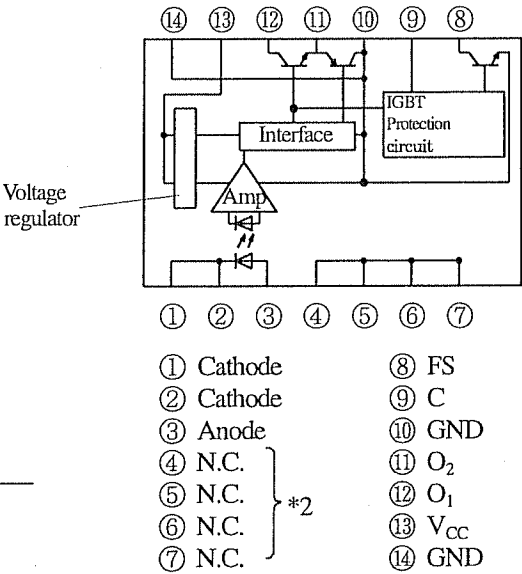 ⑭ ⑬ ⑫ ⑪ ⑩ ⑨ ⑧
IGBT
Protection
circuit
Interface
Voltage
regulator
Amp
① ② ③ ④ ⑤ ⑥ ⑦
① Cathode
② Cathode
③ Anode
④ N.C.
⑤ N.C.
⑥ N.C.
⑦ N.C.
*2
⑧ FS
⑨ C
⑩ GND
⑪ O2
⑫ O1
⑬ VCC
⑭ GND